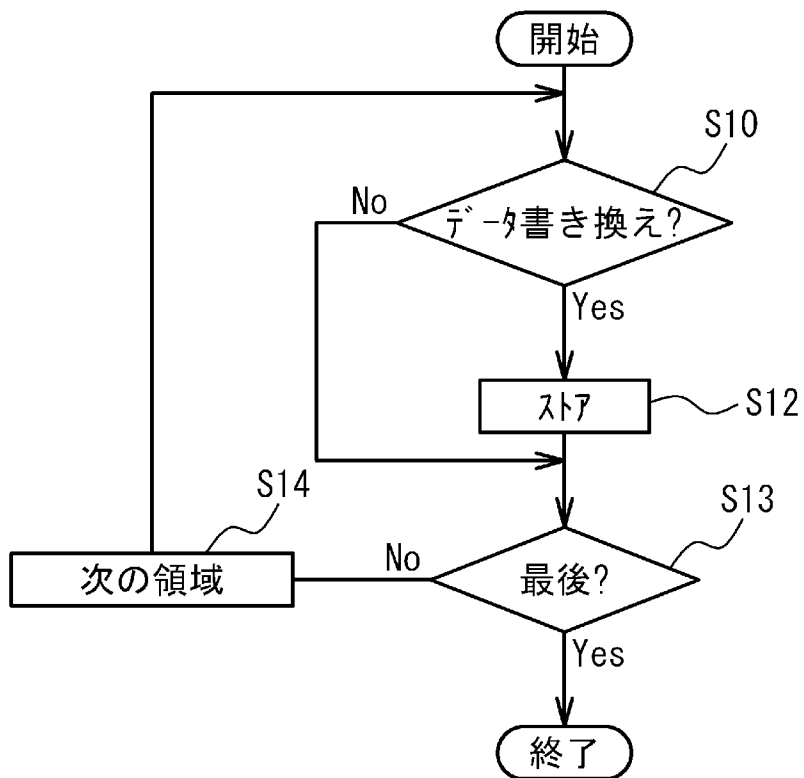 開始
S10
No
データ書き換え?
Yes
ストア
S12
S14
S13
次の領域
No
最後?
Yes
終了